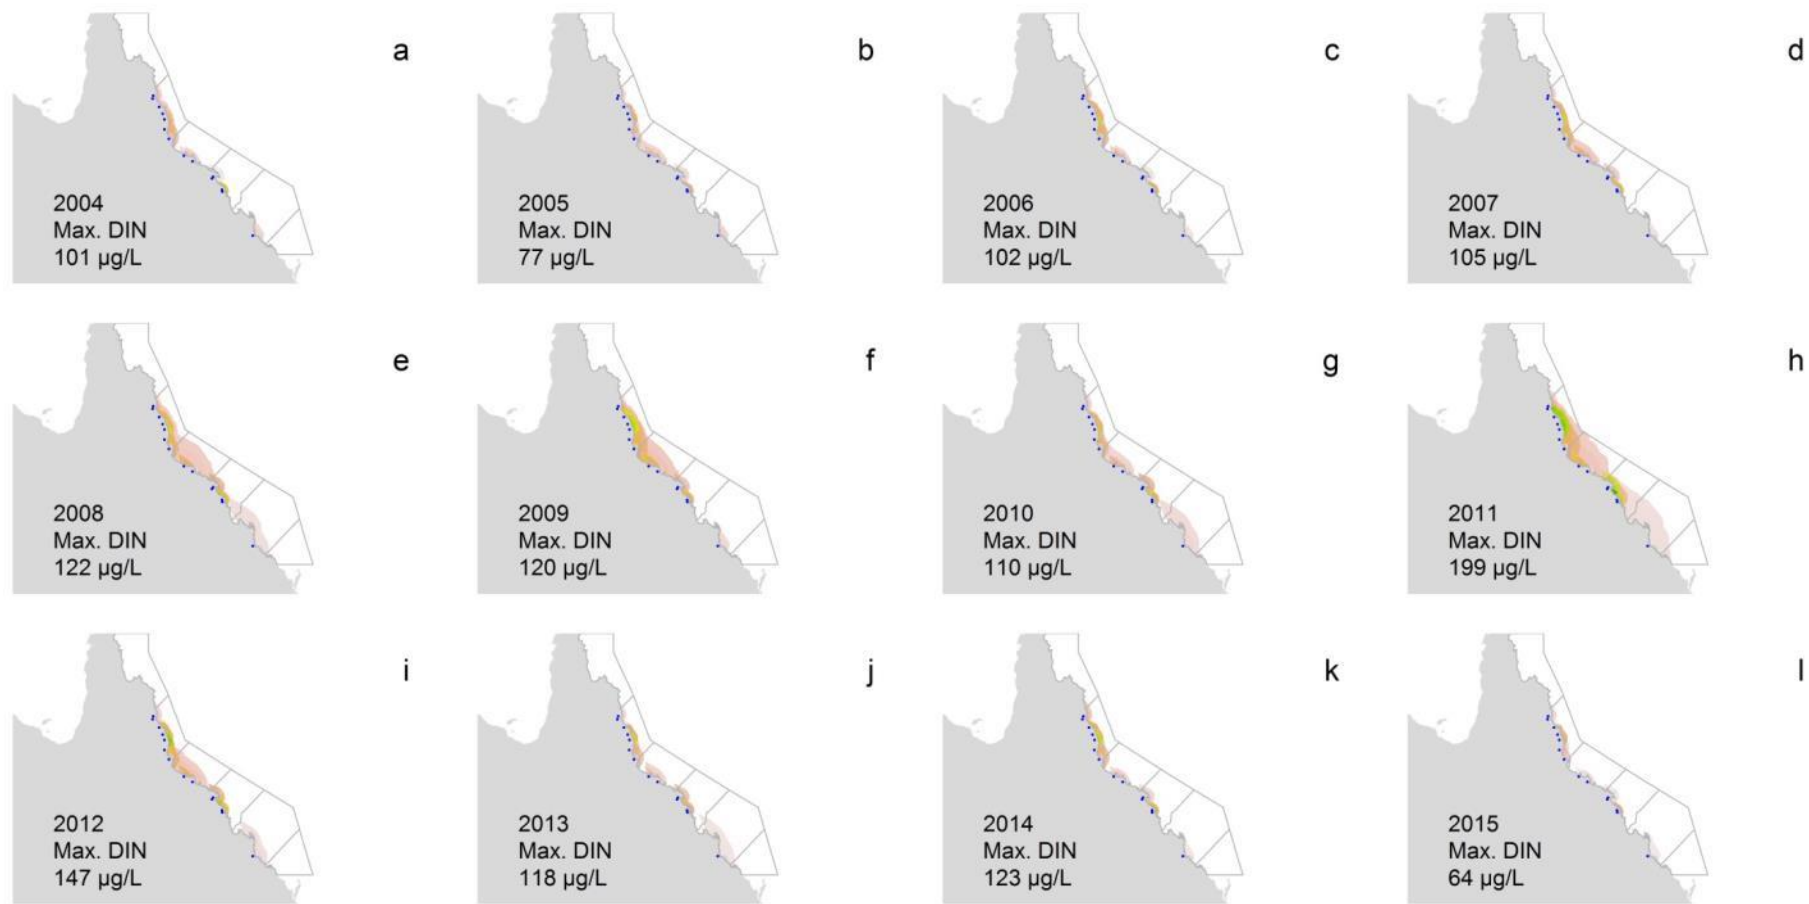 a
2004
Max. DIN
101 µg/L
b
2005
Max. DIN
77 µg/L
c
2006
Max. DIN
102 µg/L
d
2007
Max. DIN
105 µg/L
e
2008
Max. DIN
122 µg/L
f
2009
Max. DIN
120 µg/L
g
2010
Max. DIN
110 µg/L
h
2011
Max. DIN
199 µg/L
i
2012
Max. DIN
147 µg/L
j
2013
Max. DIN
118 µg/L
k
2014
Max. DIN
123 µg/L
l
2015
Max. DIN
64 µg/L